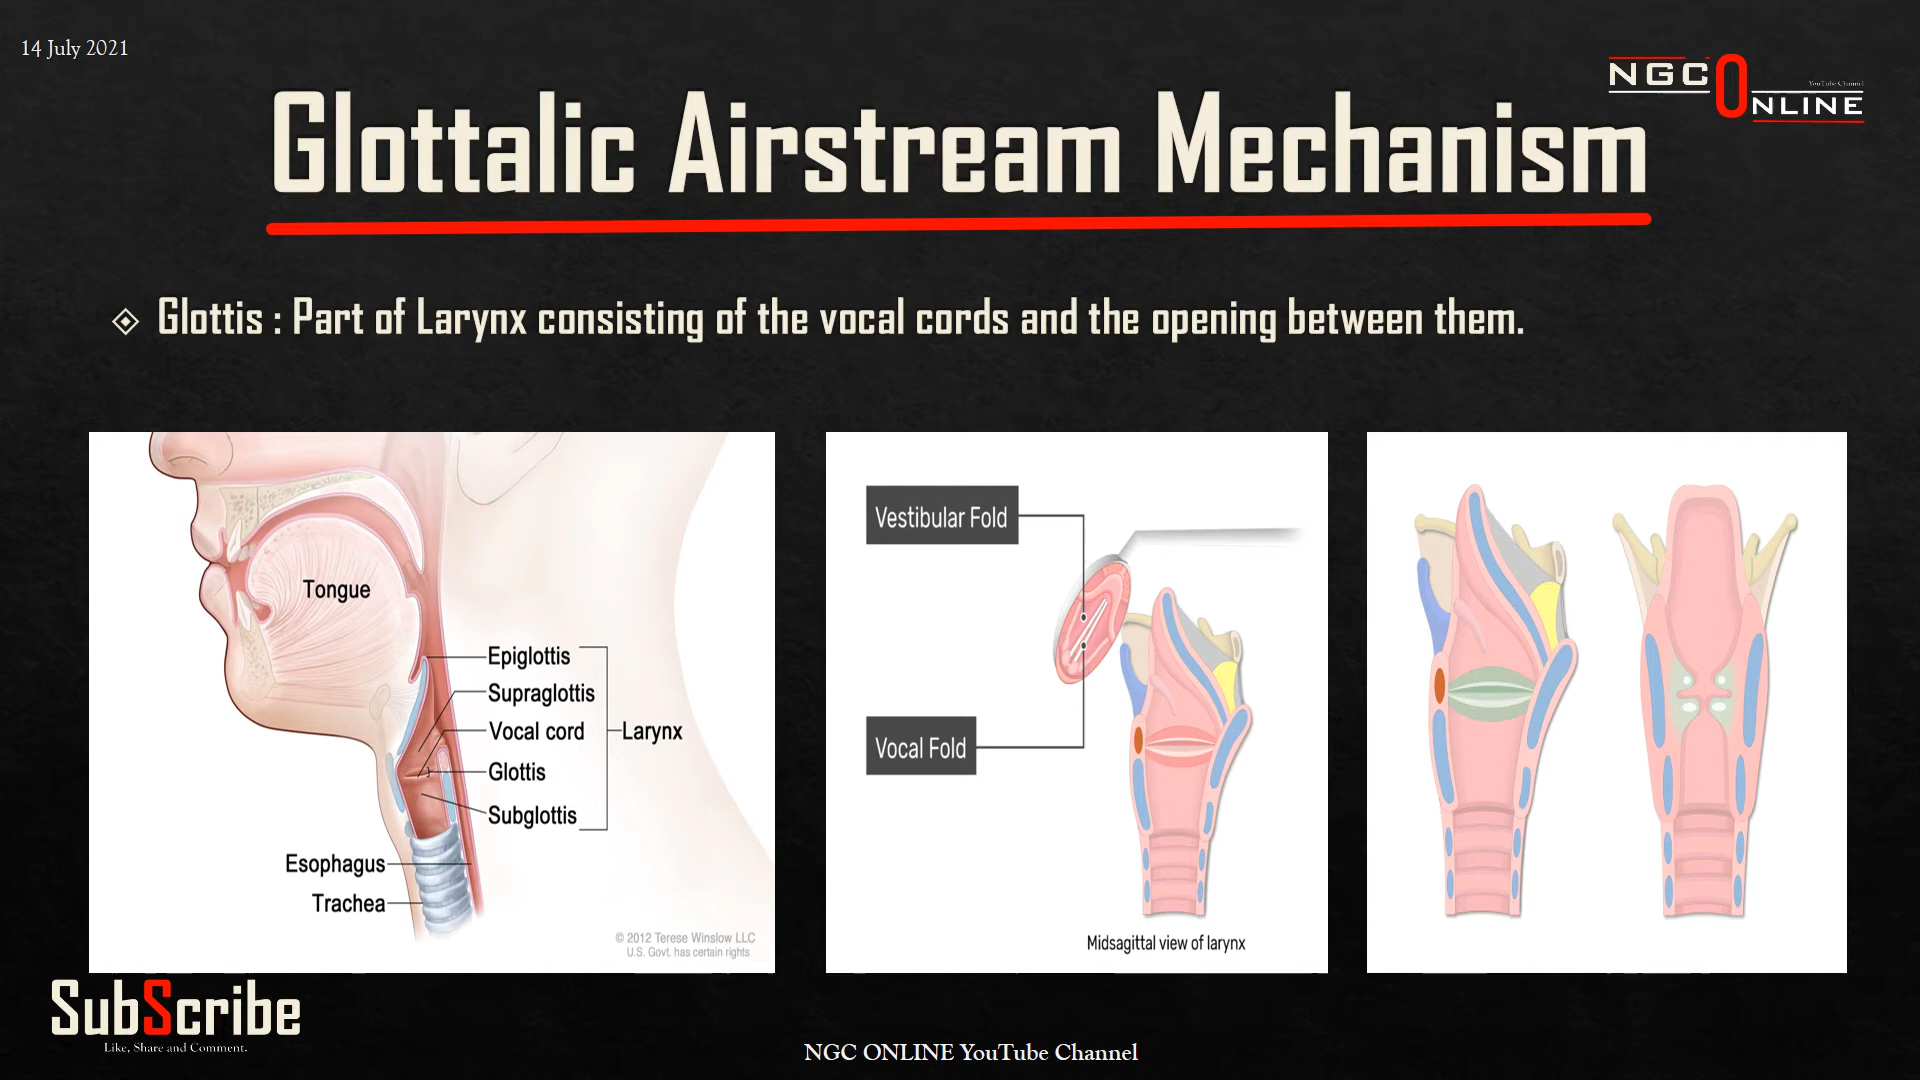 14 July 2021
NGC ONLINE
YouTube Channel
Glottalic Airstream Mechanism
Glottis : Part of Larynx consisting of the vocal cords and the opening between them.
Tongue
Epiglottis
Supraglottis
Vocal cord
Larynx
Glottis
Subglottis
Esophagus
Trachea
© 2012 Terese Winslow LLC
U.S. Govt. has certain rights
Vestibular Fold
Vocal Fold
Midsagittal view of larynx
SubScribe
Like, Share and Comment.
NGC ONLINE YouTube Channel